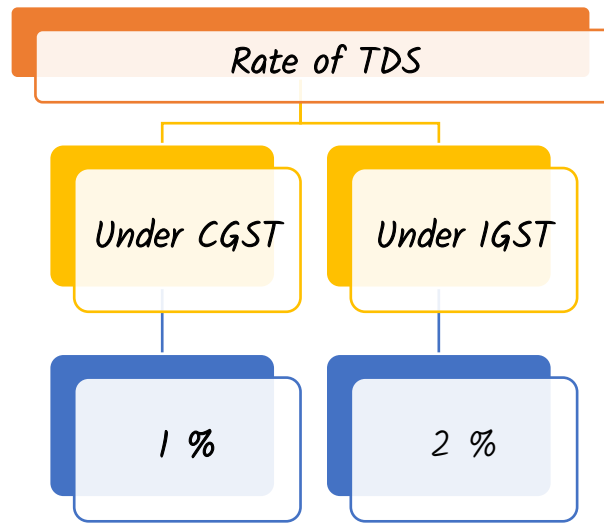 Rate of TDS
Under CGST
Under IGST
1 %
2 %